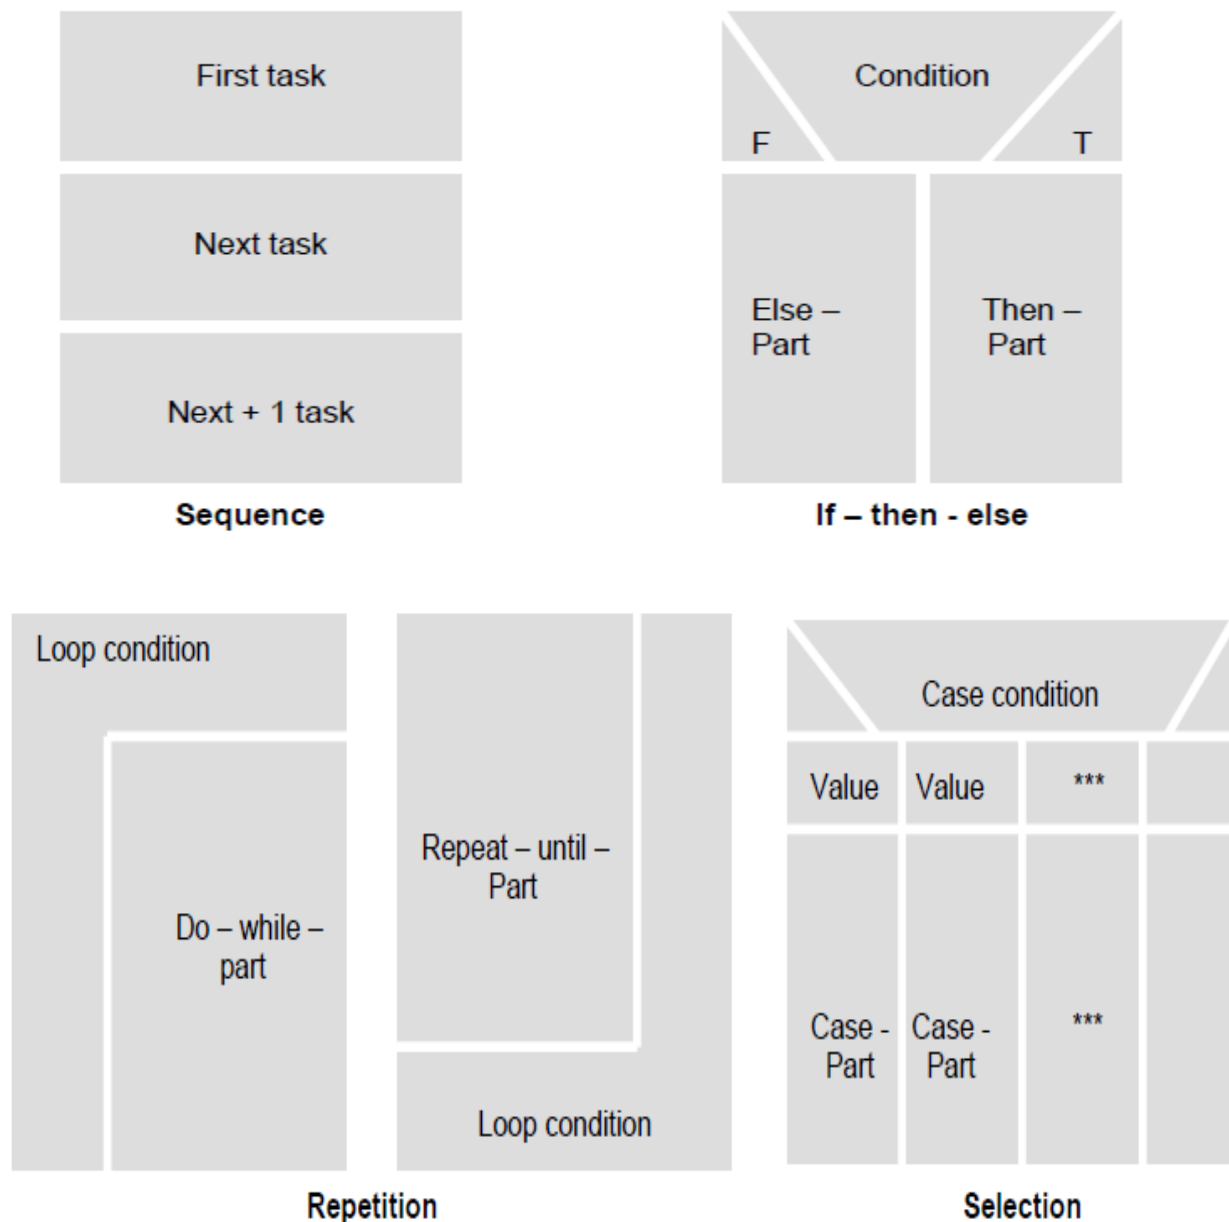 First task
Next task
Next + 1 task
Sequence
Condition
F
T
Else –
Part
Then –
Part
If – then - else
Loop condition
Do – while –
part
Repeat – until –
Part
Loop condition
Repetition
Case condition
Value
Value
***
Case -
Part
Case -
Part
***
Selection